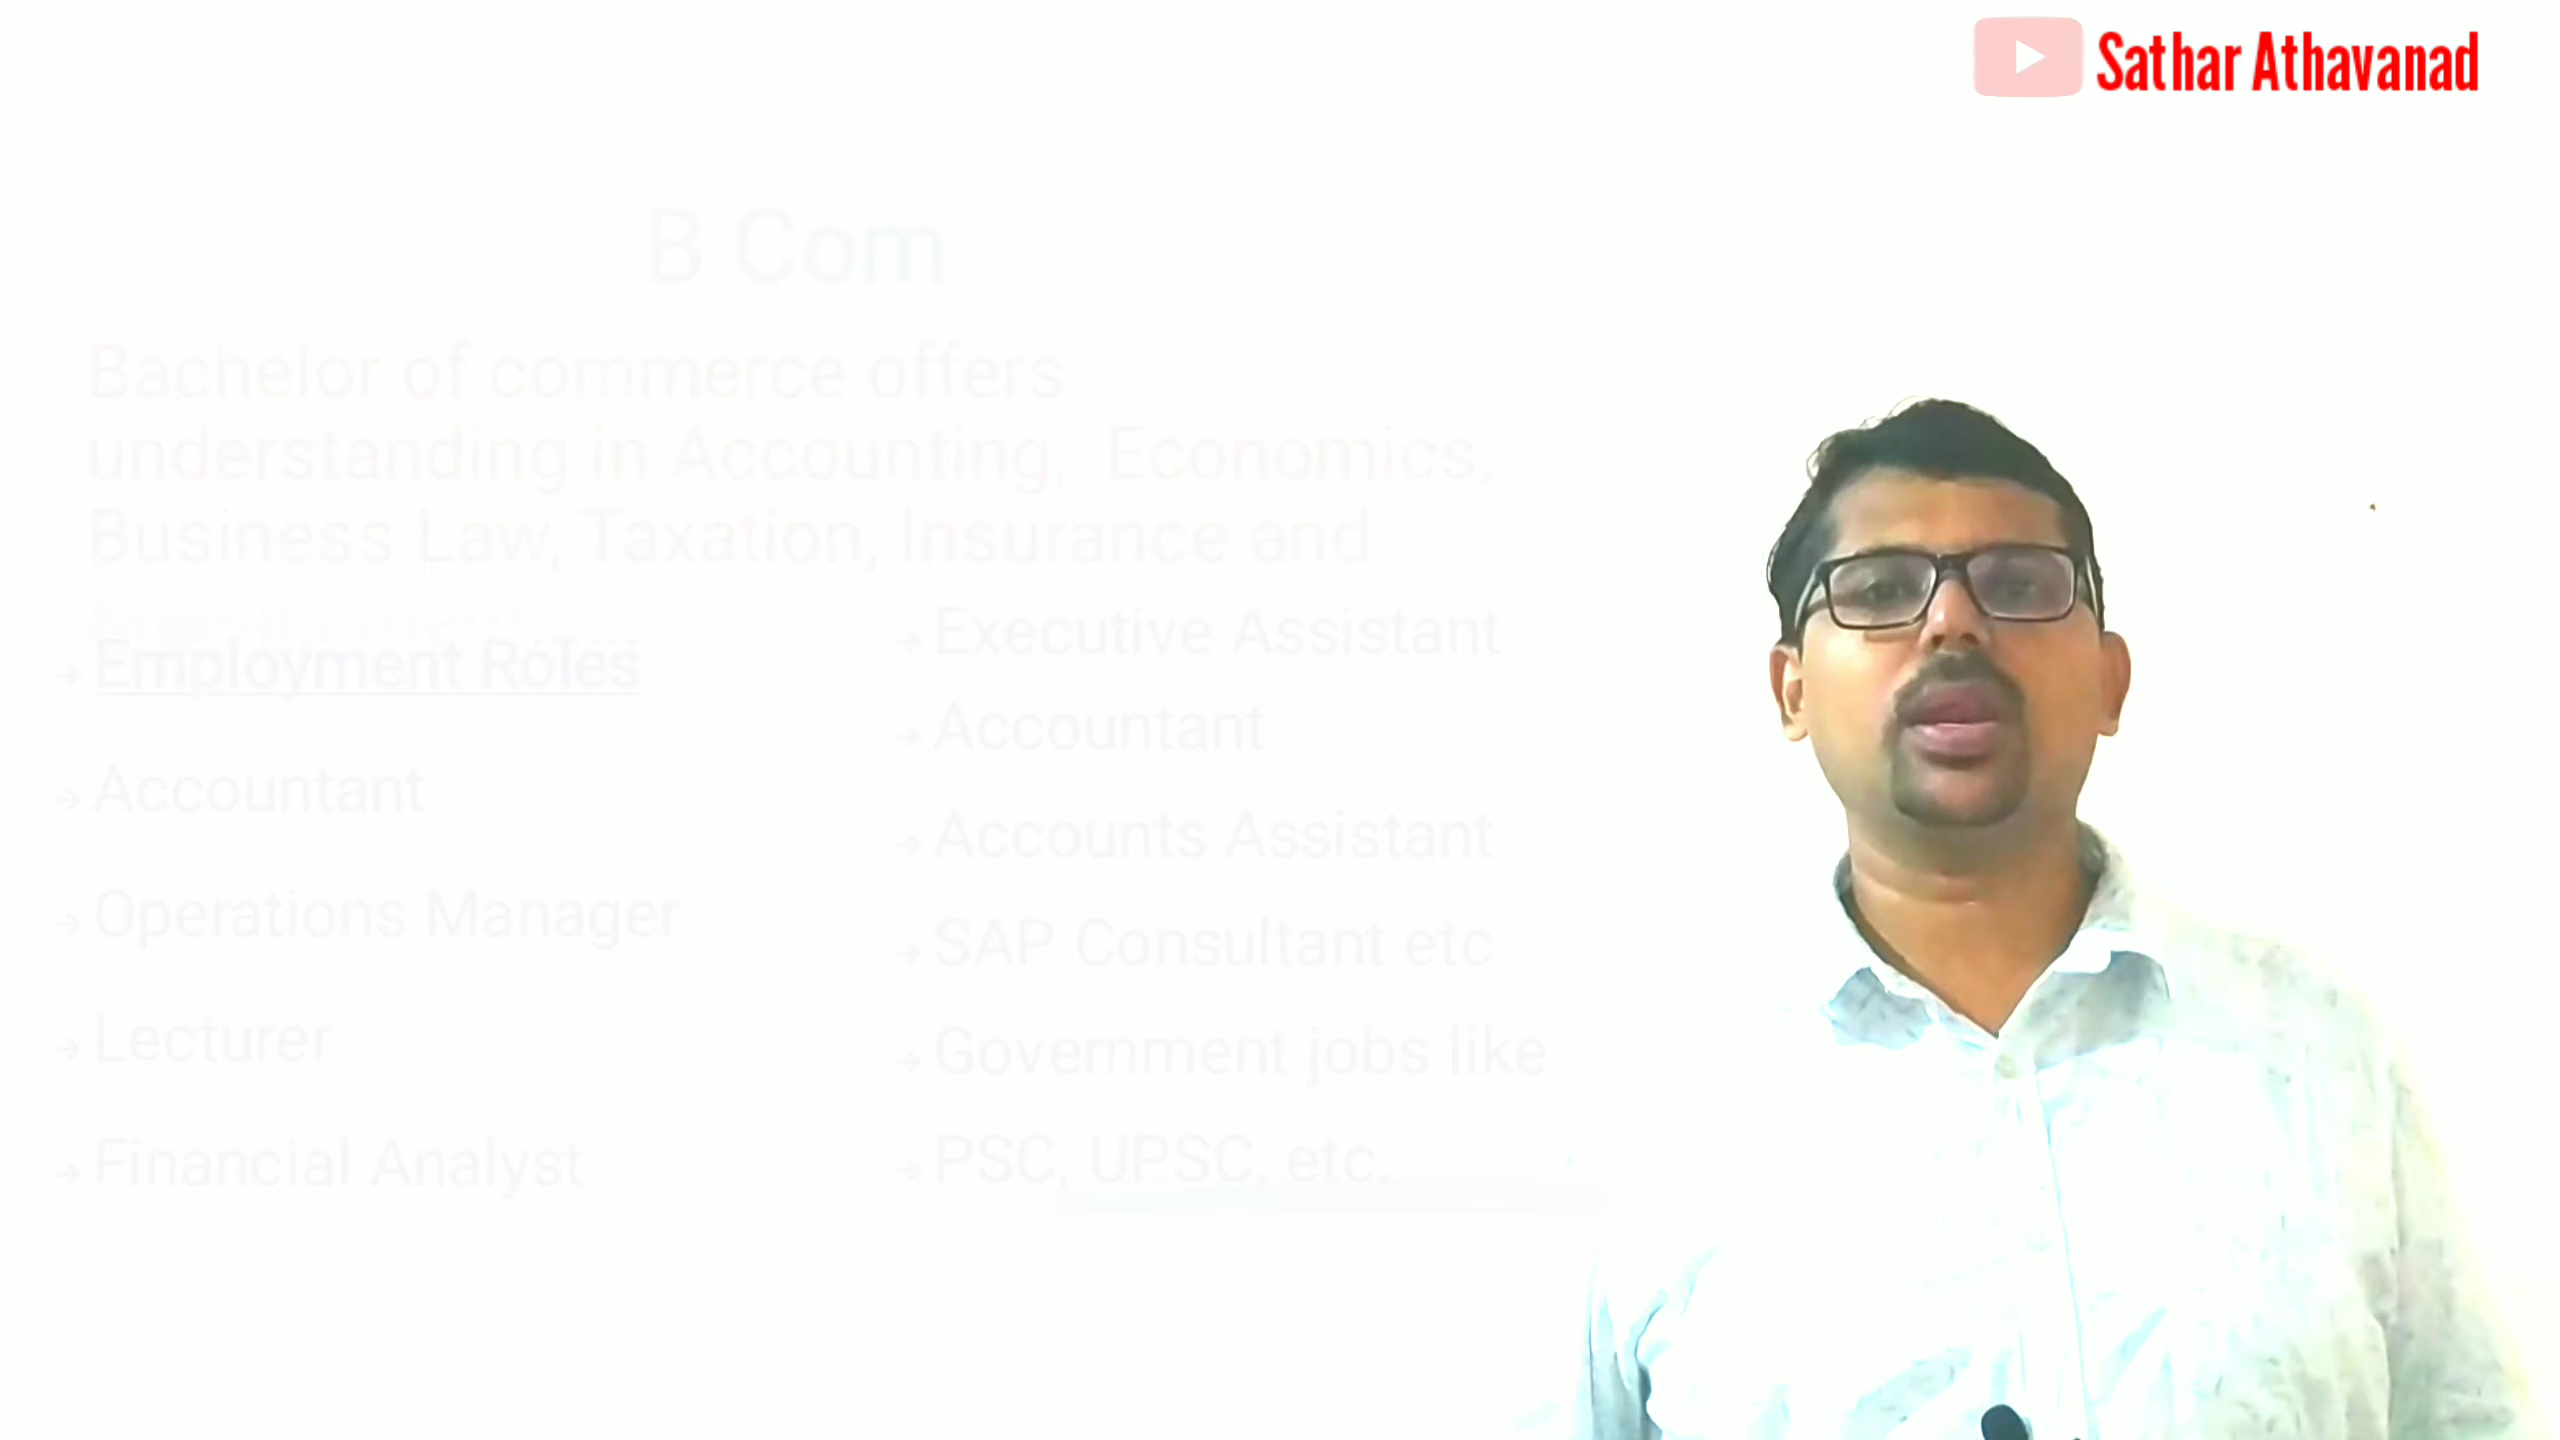 Sathar Athavanad
B Com
Bachelor of commerce offers
understanding in Accounting, Economics,
Business Law, Taxation, Insurance and
Employment Roles
Accountant
Operations Manager
Lecturer
Financial Analyst
Executive Assistant
Accountant
Accounts Assistant
SAP Consultant etc
Government jobs like
PSC, UPSC, etc.